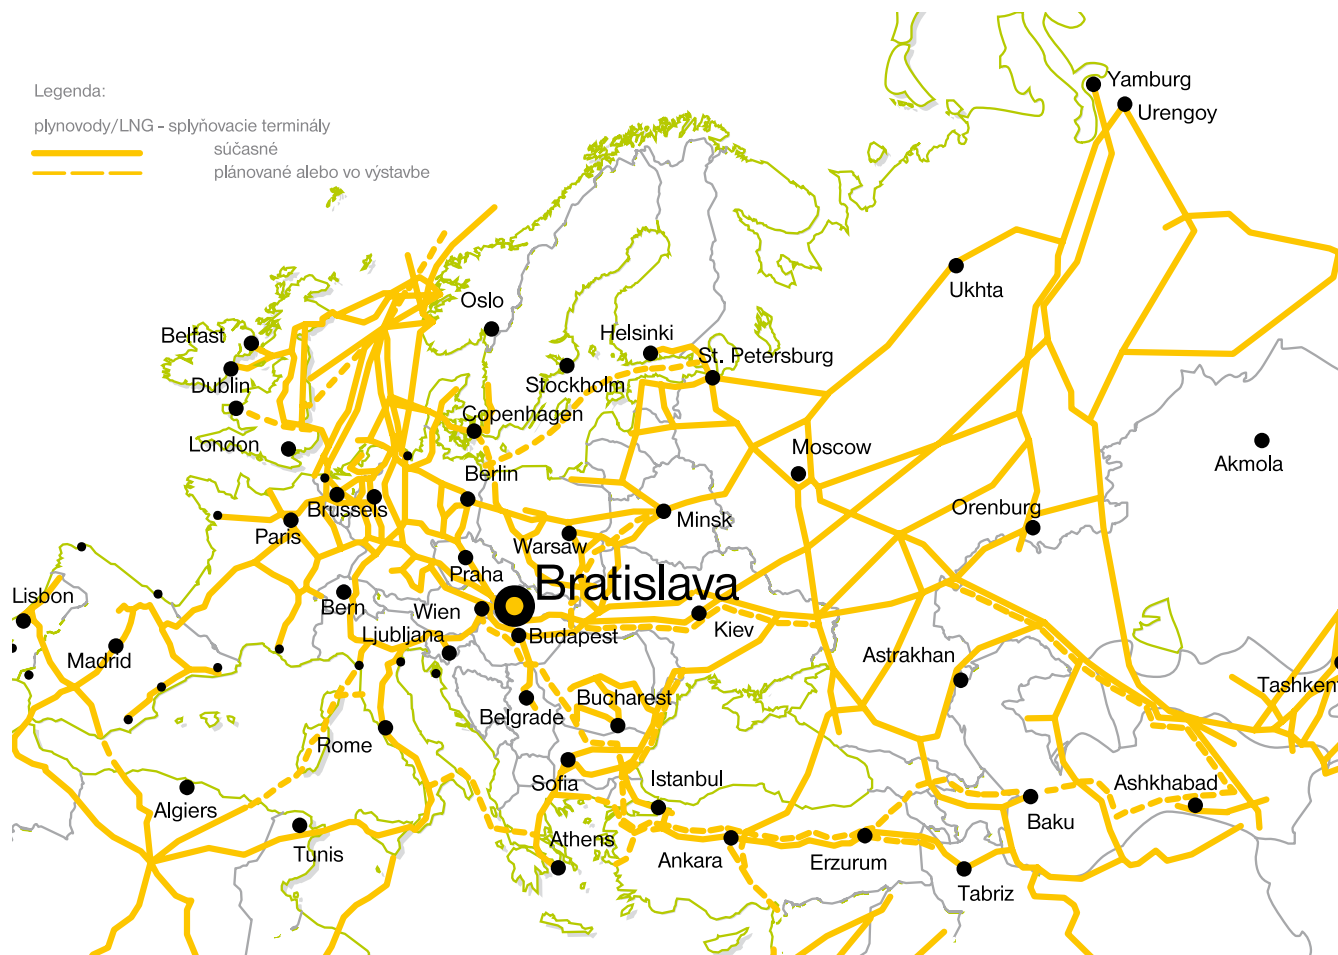 Legenda:
plynovody/LNG - splyňovacie terminály
súčasné
plánované alebo vo výstavbe
Yamburg
Urengoy
Ukhta
Oslo
Helsinki
Belfast
St. Petersburg
Dublin
Stockholm
Copenhagen
London
Moscow
Akmola
Berlin
Brussels
Orenburg
Paris
Minsk
Warsaw
Praha
Bratislava
Lisbon
Bern
Wien
Kiev
Ljubljana
Budapest
Madrid
Astrakhan
Tashkent
Bucharest
Belgrade
Rome
Sofia
Istanbul
Ashkhabad
Algiers
Baku
Athens
Tunis
Ankara
Erzurum
Tabriz